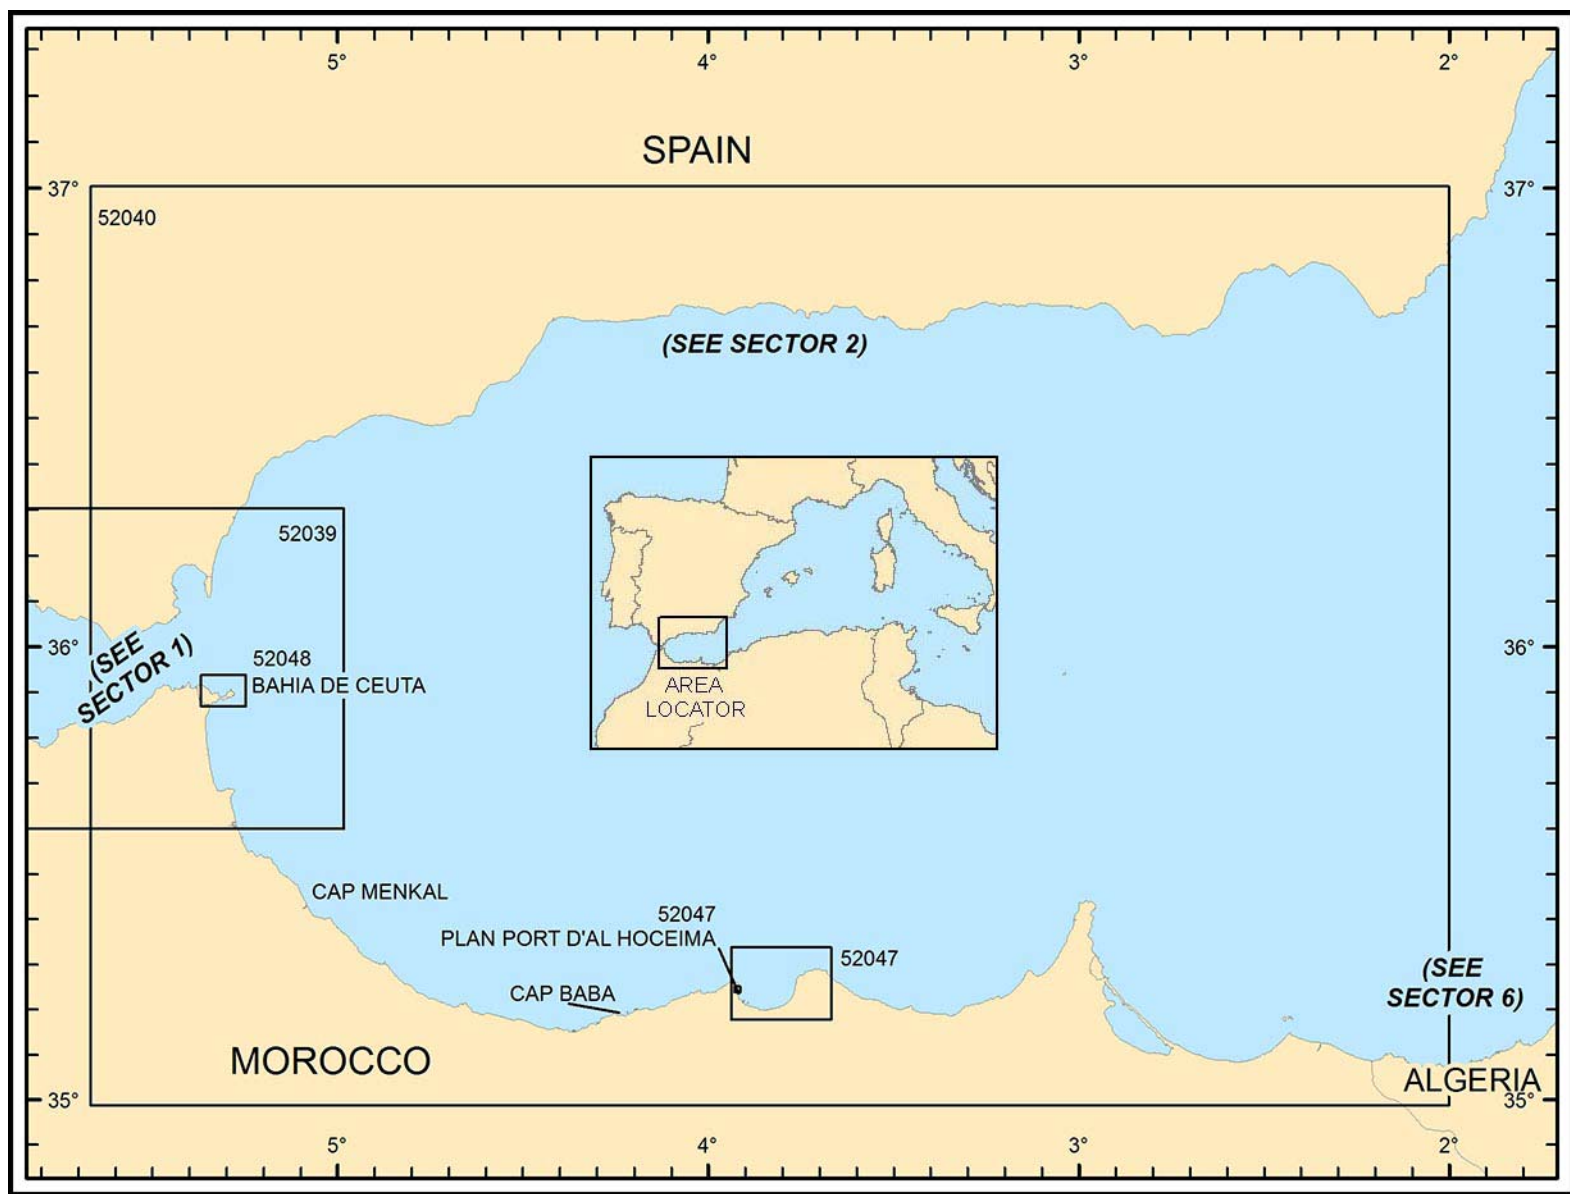 5° 4° 3° 2°
SPAIN
37° 37°
52040
(SEE SECTOR 2)
52039
36° 36°
(SEE
SECTOR 1)
52048
BAHIA DE CEUTA
AREA
LOCATOR
CAP MENKAL
52047
PLAN PORT D'AL HOCEIMA
52047
CAP BABA
(SEE
SECTOR 6)
MOROCCO
ALGERIA
35° 35°
5° 4° 3° 2°